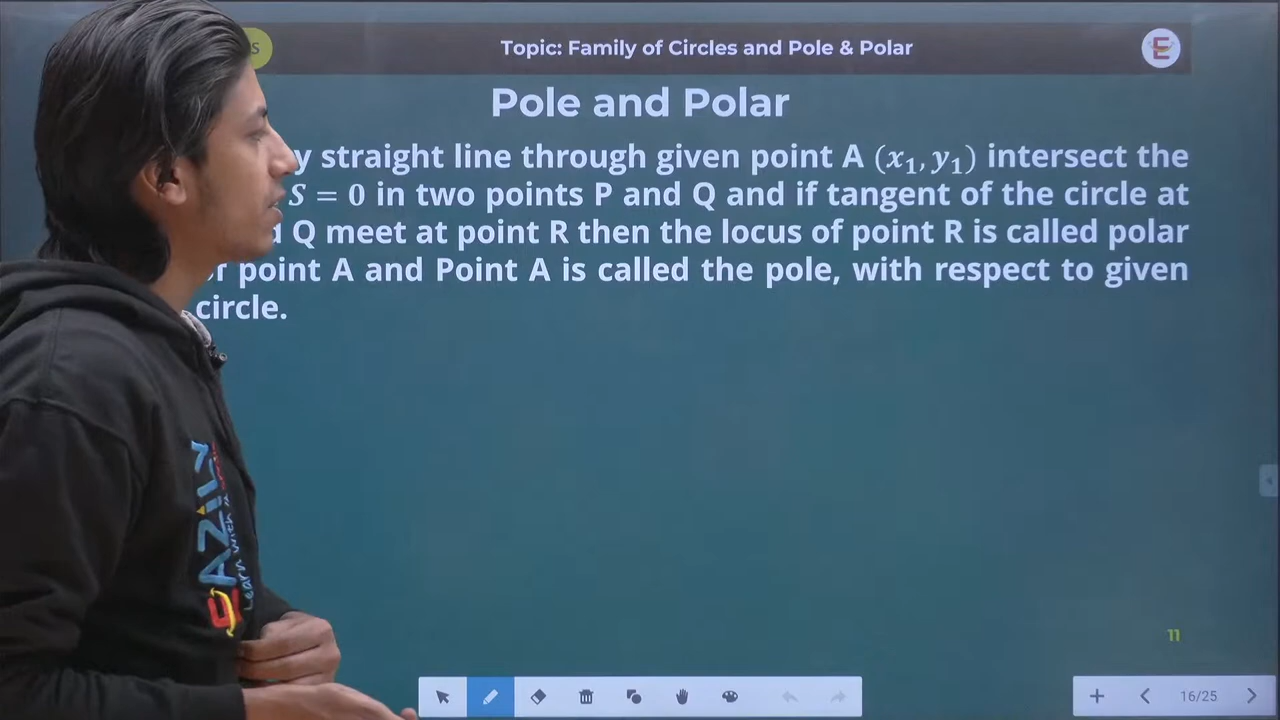 S
Topic: Family of Circles and Pole & Polar
E
Pole and Polar
y straight line through given point A (x₁, y₁) intersect the
S = 0 in two points P and Q and if tangent of the circle at
d Q meet at point R then the locus of point R is called polar
point A and Point A is called the pole, with respect to given
circle.
EAZILY
Learn with a
11
16/25